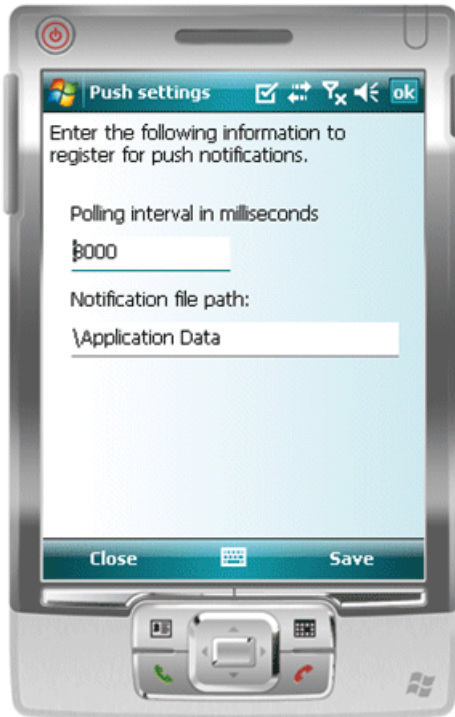 Push settings
ok
Enter the following information to
register for push notifications.
Polling interval in milliseconds
8000
Notification file path:
\Application Data
Close
Save